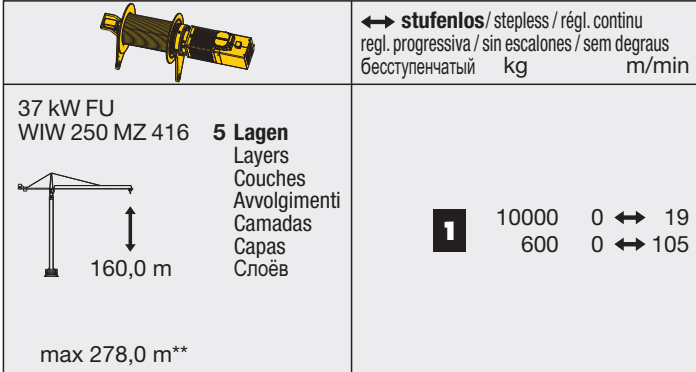 ↔ stufenlos / stepless / régl. continu
regl. progressiva / sin escalones / sem degraus
бесступенчатый kg m/min
37 kW FU
WIW 250 MZ 416 5 Lagen
Layers
Couches
Avvolgimenti
Camadas
Capas
Слоёв
160,0 m
max 278,0 m**
1 10000 0 ↔ 19
600 0 ↔ 105